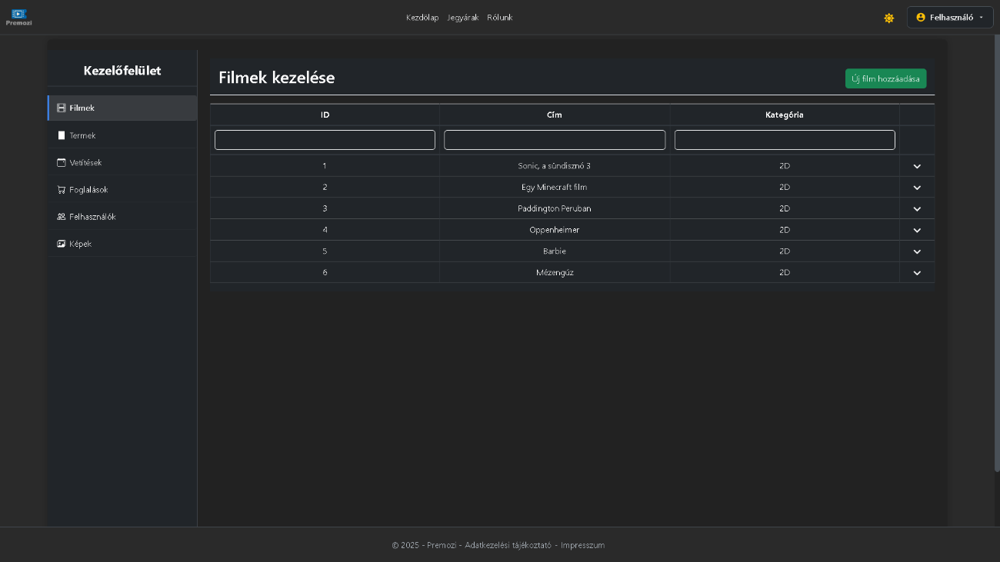 Premozi
Kezdőlap Jegyárak Rólunk
Felhasználó
Kezelőfelület
Filmek
Termek
Vetítések
Foglalások
Felhasználók
Képek
Filmek kezelése
Új film hozzáadása
ID Cím Kategória
1 Sonic, a sündisznó 3 2D
2 Egy Minecraft film 2D
3 Paddington Peruban 2D
4 Oppenheimer 2D
5 Barbie 2D
6 Mézengúz 2D
© 2025 - Premozi - Adatkezelési tájékoztató - Impresszum